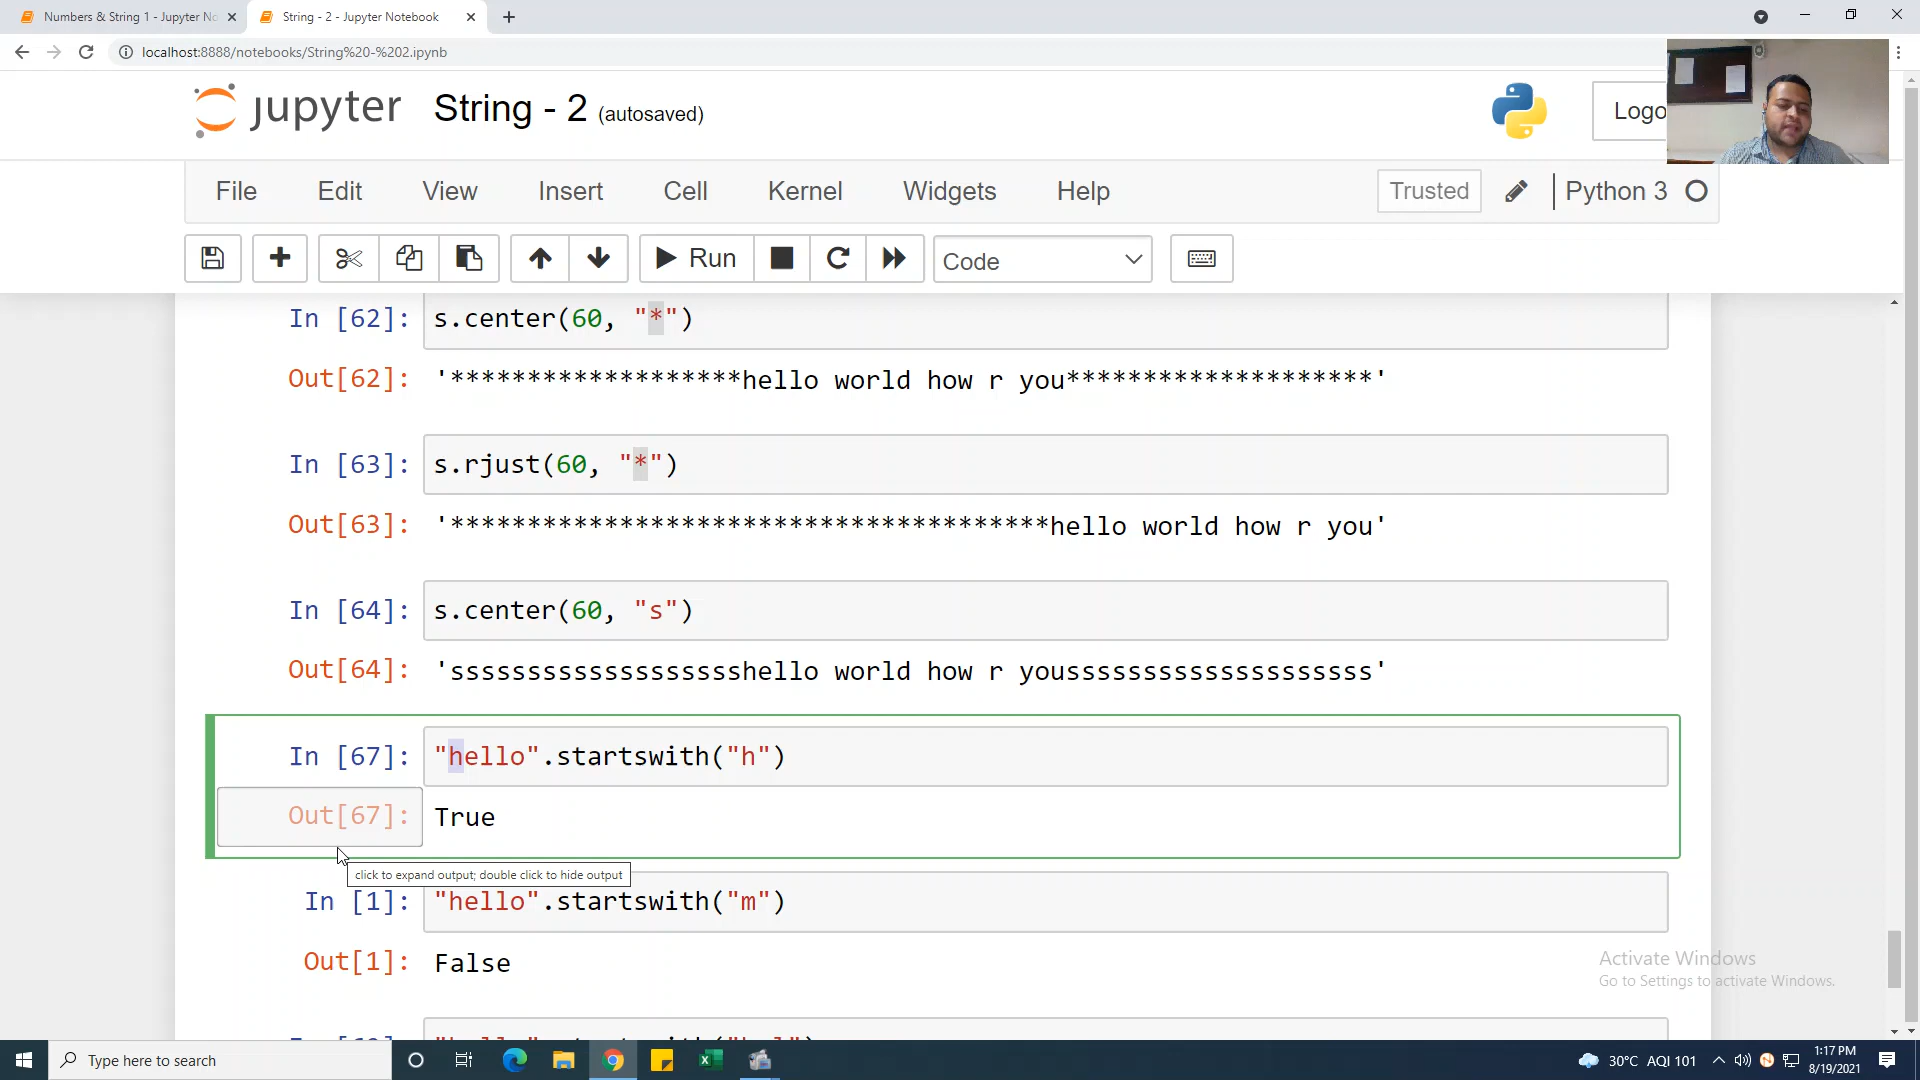 Numbers & String 1 - Jupyter No
String - 2 - Jupyter Notebook
localhost:8888/notebooks/String%20-%202.ipynb
jupyter
String - 2 (autosaved)
Logo
File Edit View Insert Cell Kernel Widgets Help
Trusted
Python 3
Run
Code
In [62]: s.center(60, "*")
Out[62]: '*******************hello world how r you********************'
In [63]: s.rjust(60, "*")
Out[63]: '***************************************hello world how r you'
In [64]: s.center(60, "s")
Out[64]: 'ssssssssssssssssssshello world how r youssssssssssssssssssss'
In [67]: "hello".startswith("h")
Out[67]: True
click to expand output; double click to hide output
In [1]: "hello".startswith("m")
Out[1]: False
Activate Windows
Go to Settings to activate Windows.
Type here to search
30°C AQI 101
1:17 PM
8/19/2021